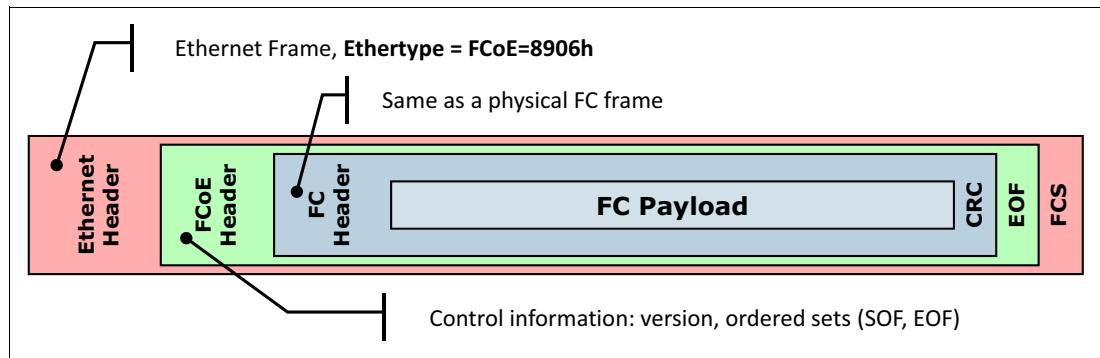 Ethernet Frame, Ethertype = FCoE=8906h
Same as a physical FC frame
Ethernet
Header
FCoE
Header
FC
Header
FC Payload
CRC
EOF
FCS
Control information: version, ordered sets (SOF, EOF)